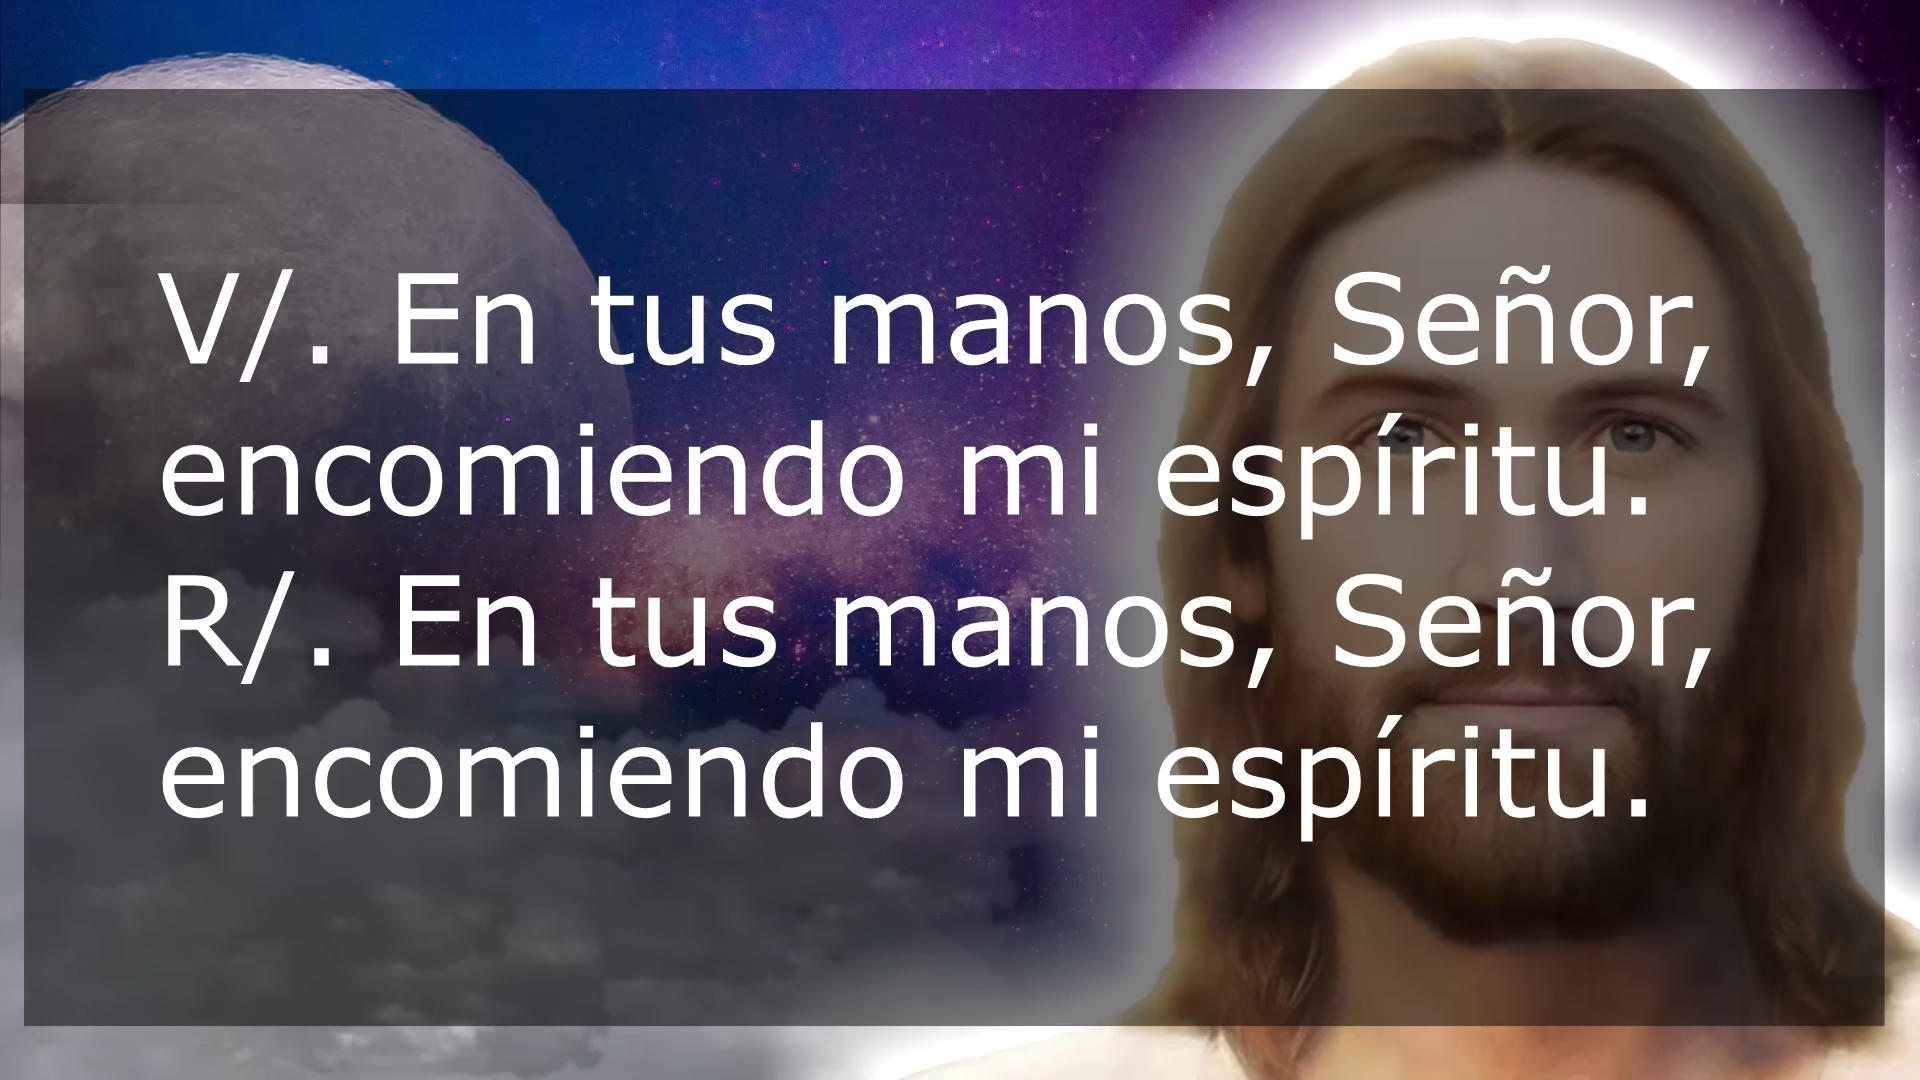 V/. En tus manos, Señor,
encomiendo mi espíritu.
R/. En tus manos, Señor,
encomiendo mi espíritu.